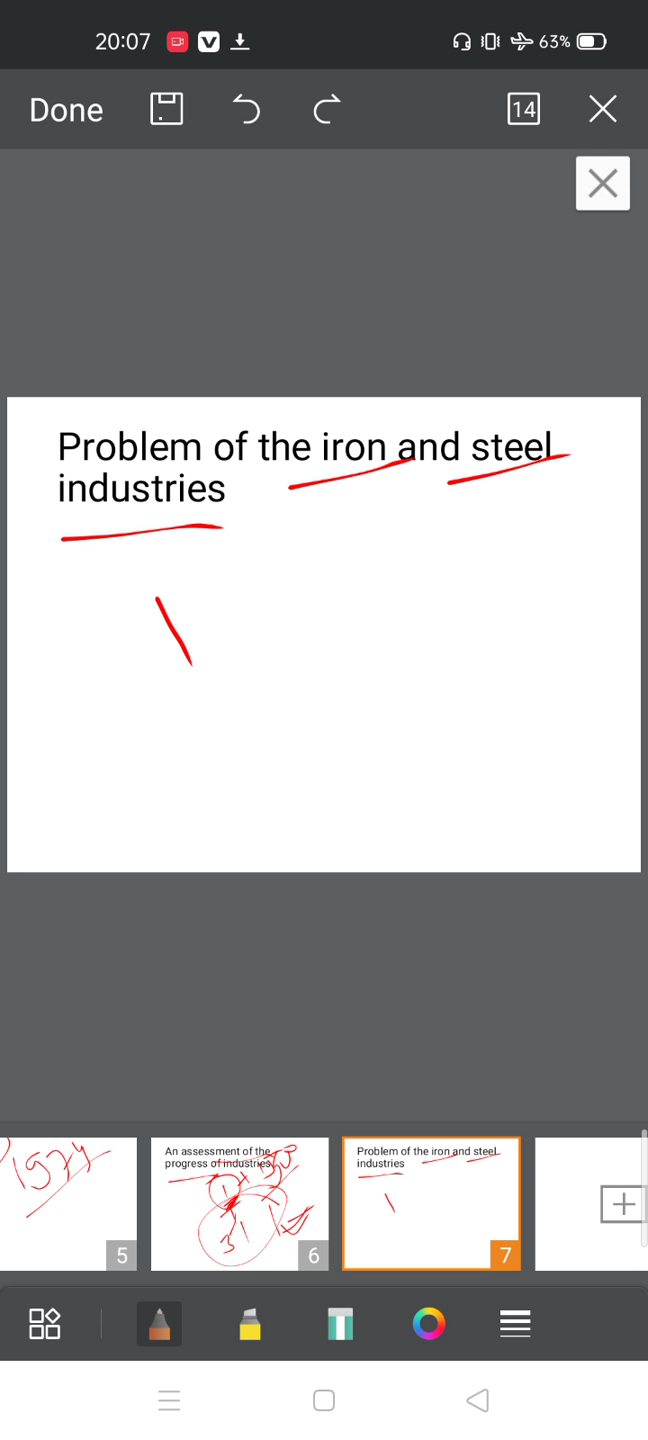 20:07
63%
Done
14
Problem of the iron and steel
industries
1974
5
An assessment of the
progress of industries
6
Problem of the iron and steel
industries
7